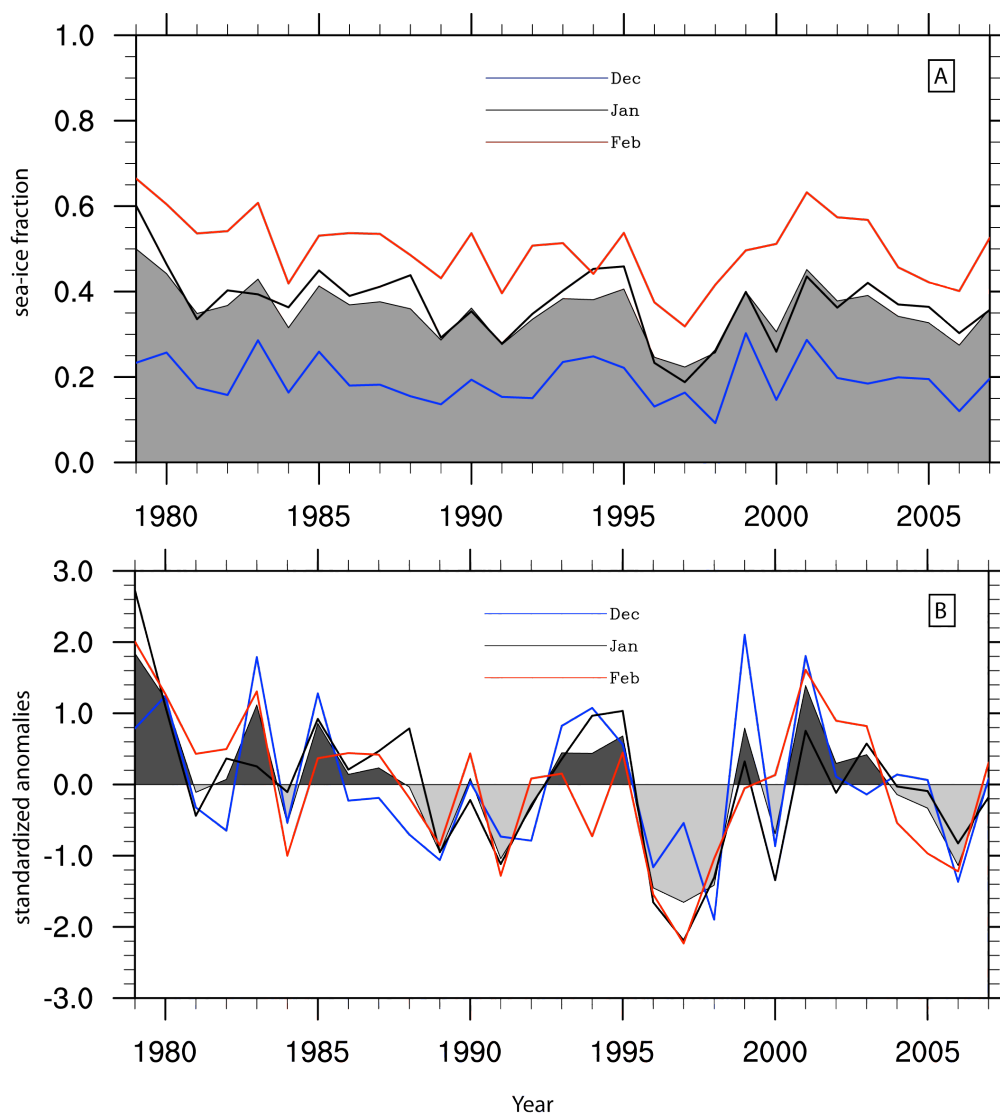 1.0
0.8
0.6
0.4
0.2
0.0
sea-ice fraction
A
Dec
Jan
Feb
1980 1985 1990 1995 2000 2005
3.0
2.0
1.0
0.0
-1.0
-2.0
-3.0
standardized anomalies
B
Dec
Jan
Feb
1980 1985 1990 1995 2000 2005
Year